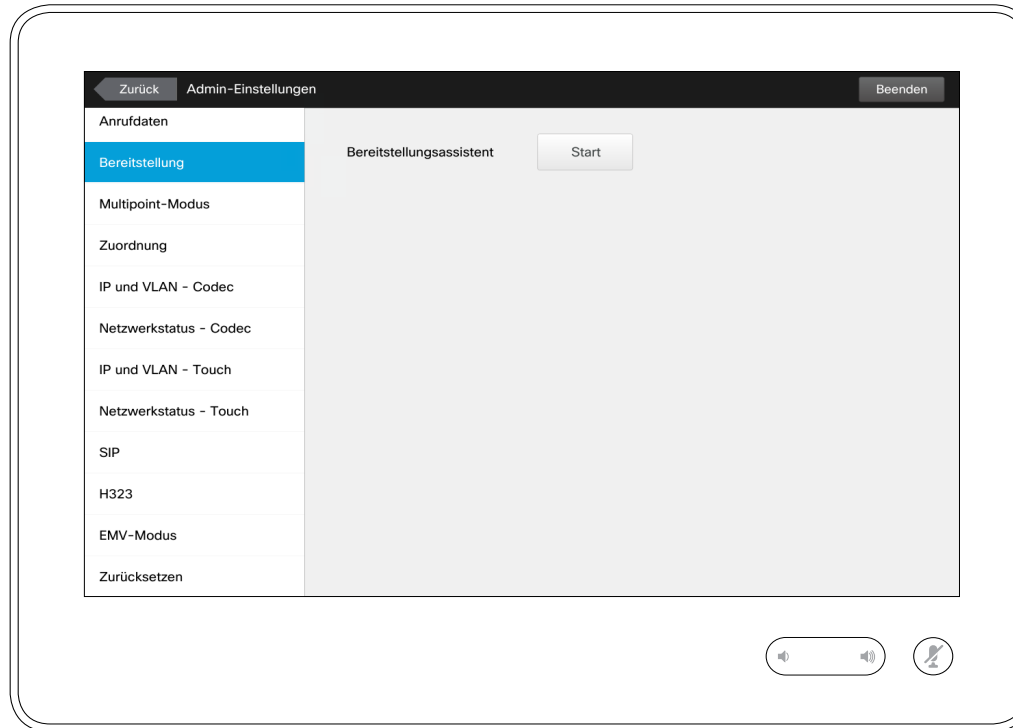 Zurück Admin-Einstellungen Beenden
Anrufdaten
Bereitstellung
Bereitstellungsassistent Start
Multipoint-Modus
Zuordnung
IP und VLAN - Codec
Netzwerkstatus - Codec
IP und VLAN - Touch
Netzwerkstatus - Touch
SIP
H323
EMV-Modus
Zurücksetzen